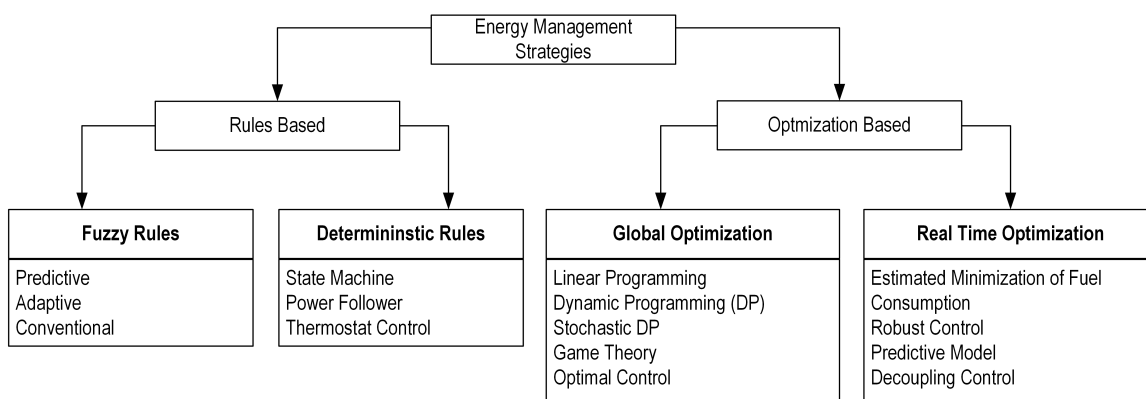 Energy Management
Strategies
Rules Based
Optmization Based
Fuzzy Rules
Predictive
Adaptive
Conventional
Determininstic Rules
State Machine
Power Follower
Thermostat Control
Global Optimization
Linear Programming
Dynamic Programming (DP)
Stochastic DP
Game Theory
Optimal Control
Real Time Optimization
Estimated Minimization of Fuel
Consumption
Robust Control
Predictive Model
Decoupling Control